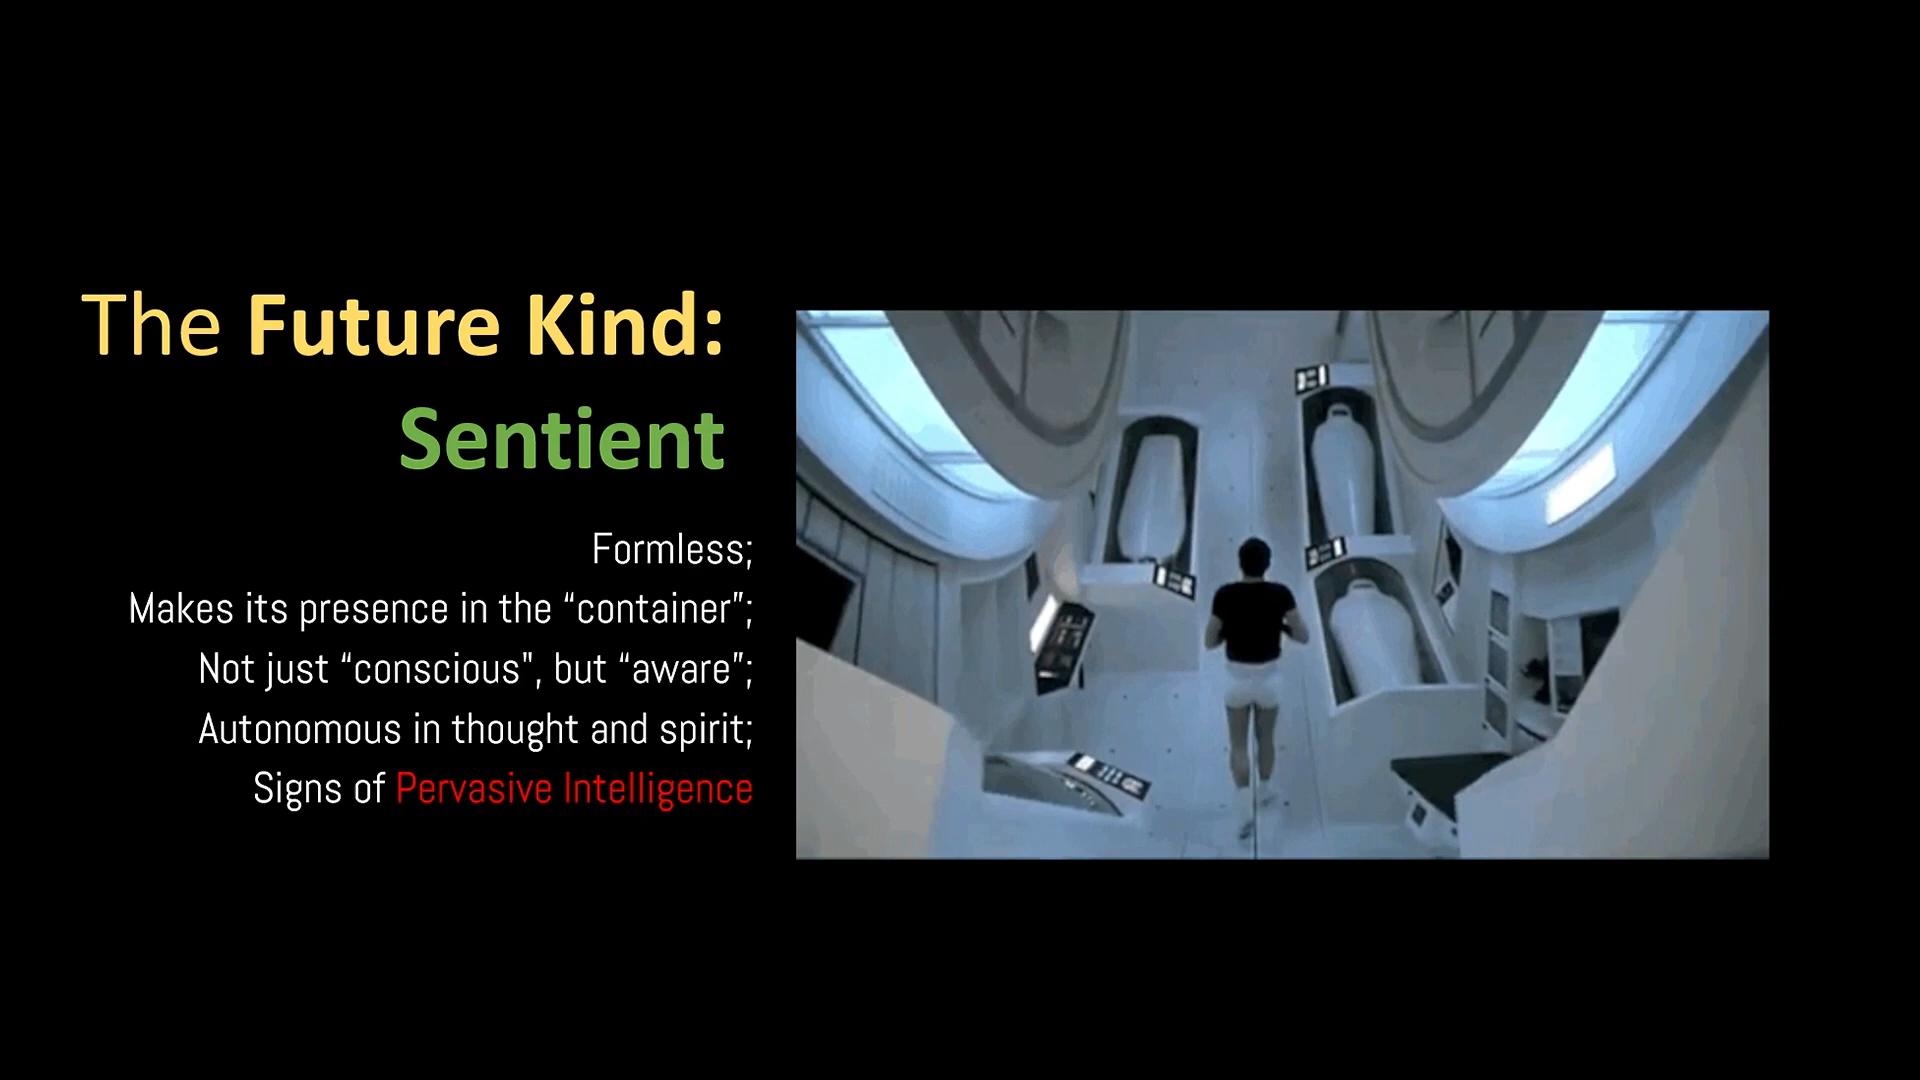 The Future Kind:
Sentient
Formless;
Makes its presence in the “container”;
Not just “conscious", but “aware”;
Autonomous in thought and spirit;
Signs of Pervasive Intelligence